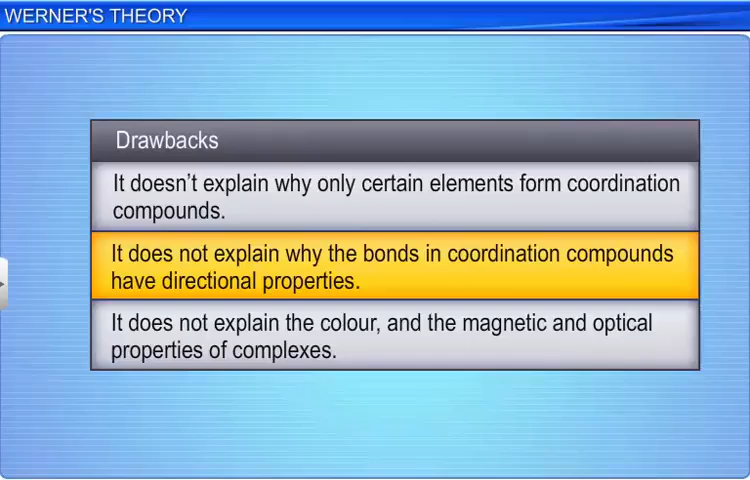 WERNER'S THEORY
Drawbacks
It doesn’t explain why only certain elements form coordination
compounds.
It does not explain why the bonds in coordination compounds
have directional properties.
It does not explain the colour, and the magnetic and optical
properties of complexes.